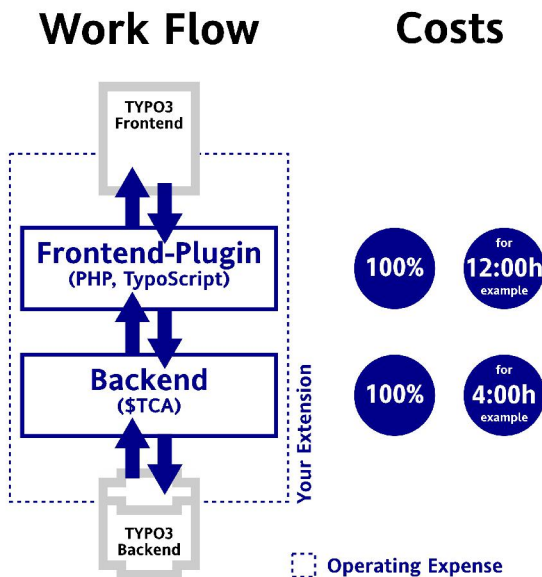 Work Flow
Costs
TYPO3
Frontend
Frontend-Plugin
(PHP, TypoScript)
100%
for
12:00h
example
Backend
($TCA)
100%
for
4:00h
example
Your Extension
TYPO3
Backend
Operating Expense